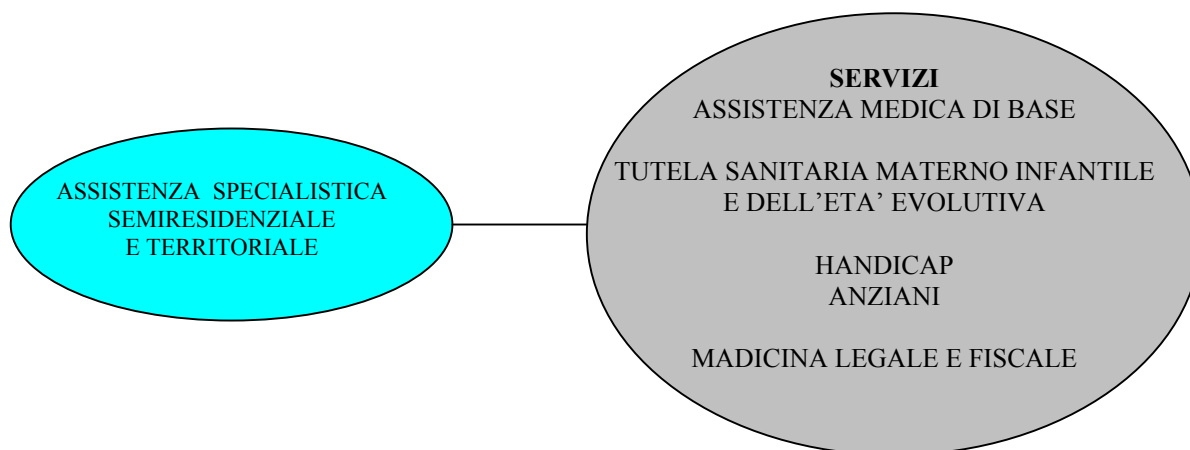 ASSISTENZA SPECIALISTICA
SEMIRESIDENZIALE
E TERRITORIALE
SERVIZI
ASSISTENZA MEDICA DI BASE
TUTELA SANITARIA MATERNO INFANTILE
E DELL'ETA' EVOLUTIVA
HANDICAP
ANZIANI
MADICINA LEGALE E FISCALE